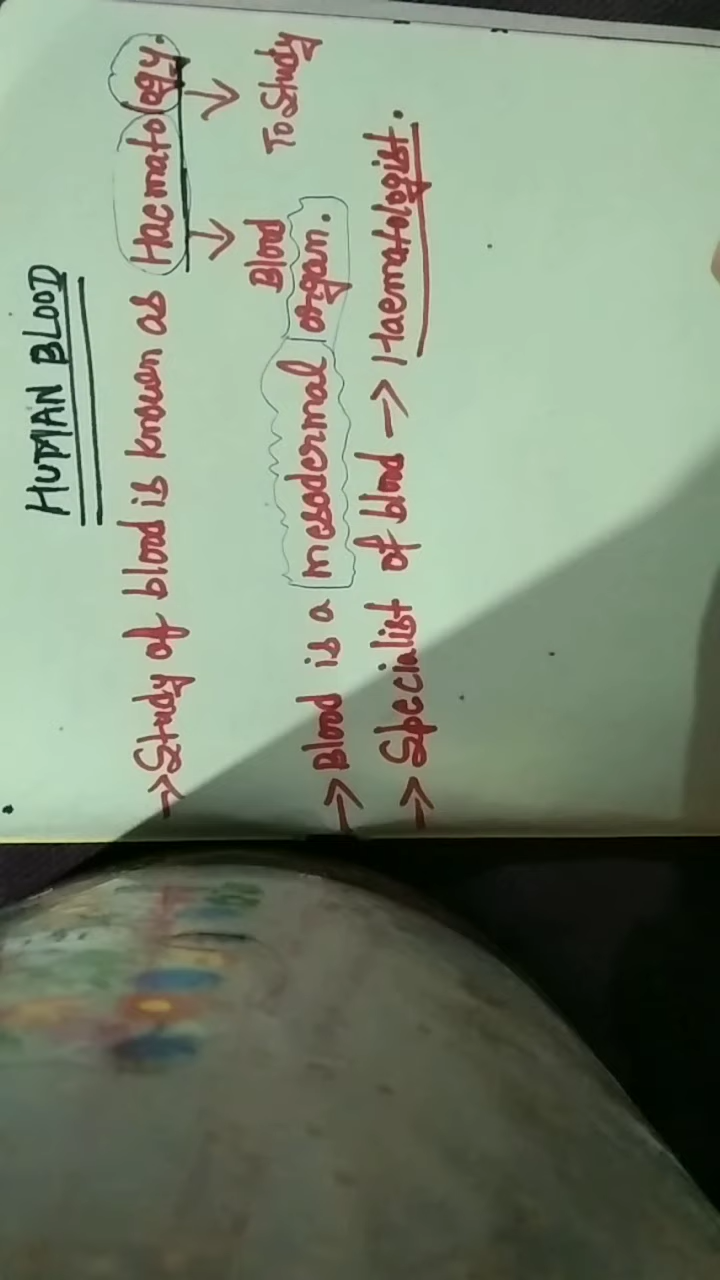 HUMAN BLOOD
→ Study of blood is known as Haematology.
↓ ↓
Blood To Study
→ Blood is a mesodermal organ.
→ Specialist of blood → Haematologist.